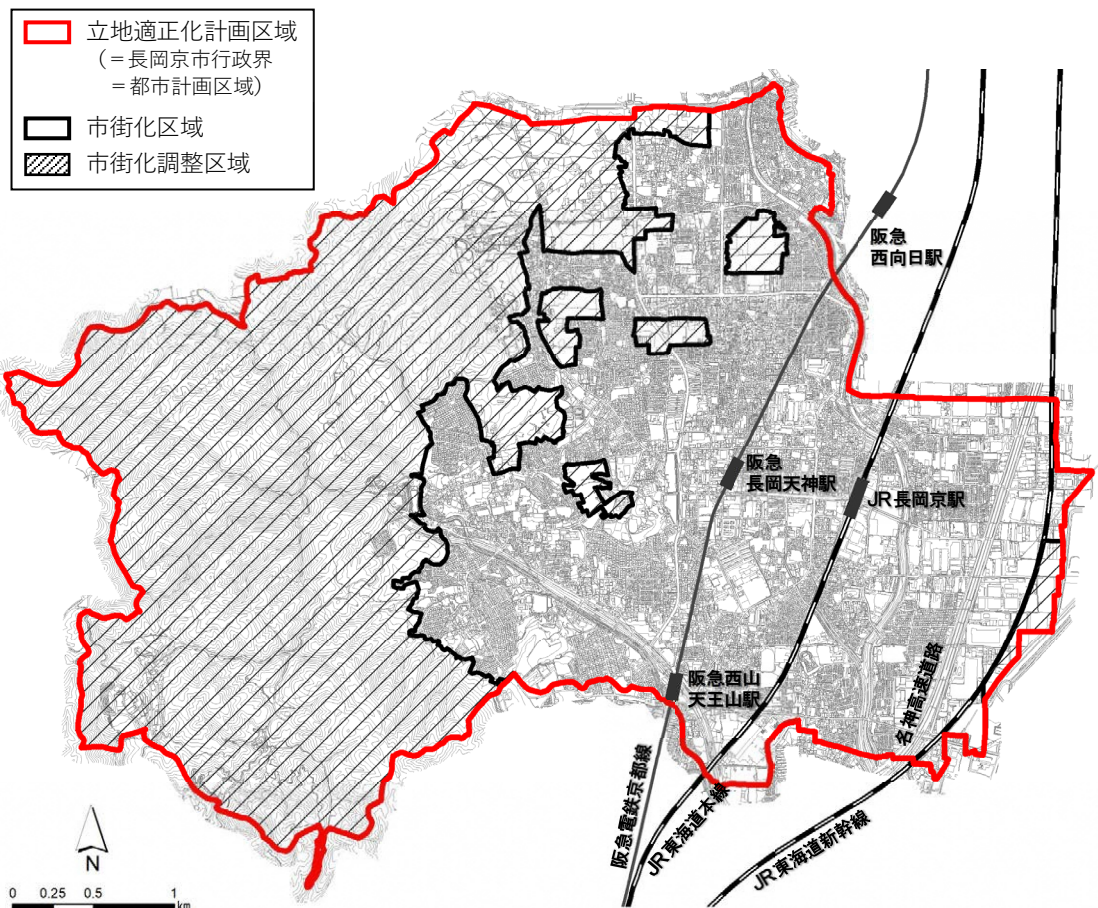 立地適正化計画区域
(=長岡京市行政界
=都市計画区域)
市街化区域
市街化調整区域
阪急
西向日駅
阪急
長岡天神駅
JR長岡京駅
阪急西山
天王山駅
名神高速道路
阪急電鉄京都線
JR東海道本線
JR東海道新幹線
N
0 0.25 0.5 1
km